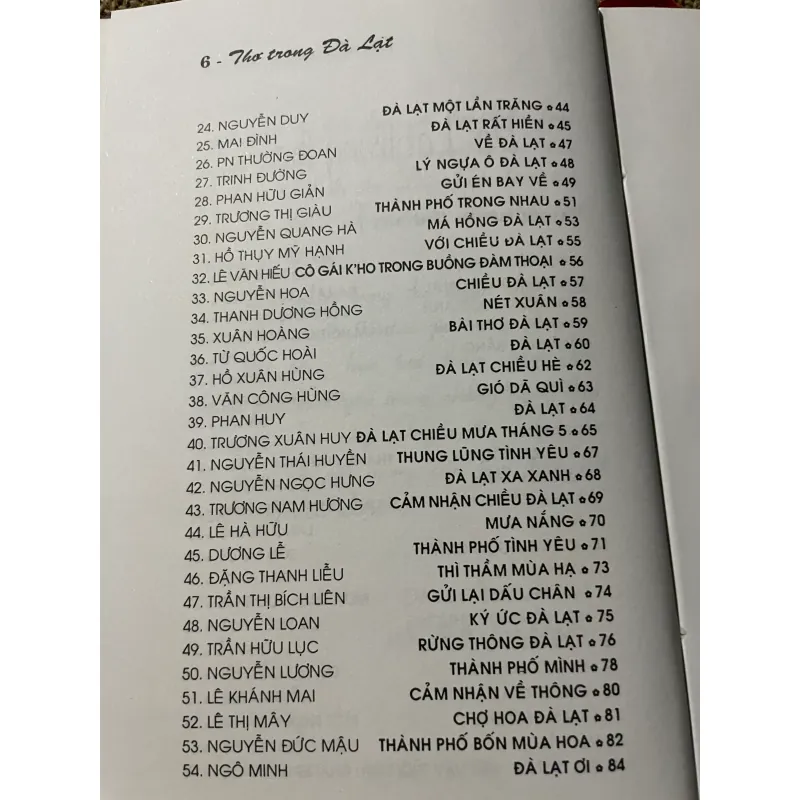 6 - Thơ trong Đà Lạt
24. NGUYỄN DUY ĐÀ LẠT MỘT LẦN TRĂNG ✿ 44
25. MAI ĐÌNH ĐÀ LẠT RẤT HIỀN ✿ 45
26. PN THƯỜNG ĐOAN VỀ ĐÀ LẠT ✿ 47
27. TRINH ĐƯỜNG LÝ NGỰA Ô ĐÀ LẠT ✿ 48
28. PHAN HỮU GIẢN GỬI ÉN BAY VỀ ✿ 49
29. TRƯƠNG THỊ GIÀU THÀNH PHỐ TRONG NHAU ✿ 51
30. NGUYỄN QUANG HÀ MÁ HỒNG ĐÀ LẠT ✿ 53
31. HỒ THỤY MỸ HẠNH VỚI CHIỀU ĐÀ LẠT ✿ 55
32. LÊ VĂN HIẾU CÔ GÁI K'HO TRONG BUỒNG ĐÀM THOẠI ✿ 56
33. NGUYỄN HOA CHIỀU ĐÀ LẠT ✿ 57
34. THANH DƯƠNG HỒNG NÉT XUÂN ✿ 58
35. XUÂN HOÀNG BÀI THƠ ĐÀ LẠT ✿ 59
36. TỪ QUỐC HOÀI ĐÀ LẠT ✿ 60
37. HỒ XUÂN HÙNG ĐÀ LẠT CHIỀU HÈ ✿ 62
38. VĂN CÔNG HÙNG GIÓ DÃ QUÌ ✿ 63
39. PHAN HUY ĐÀ LẠT ✿ 64
40. TRƯƠNG XUÂN HUY ĐÀ LẠT CHIỀU MƯA THÁNG 5 ✿ 65
41. NGUYỄN THÁI HUYỀN THUNG LŨNG TÌNH YÊU ✿ 67
42. NGUYỄN NGỌC HƯNG ĐÀ LẠT XA XANH ✿ 68
43. TRƯƠNG NAM HƯƠNG CẢM NHẬN CHIỀU ĐÀ LẠT ✿ 69
44. LÊ HÀ HỮU MƯA NẮNG ✿ 70
45. DƯƠNG LỄ THÀNH PHỐ TÌNH YÊU ✿ 71
46. ĐẶNG THANH LIỄU THÌ THẦM MÙA HẠ ✿ 73
47. TRẦN THỊ BÍCH LIÊN GỬI LẠI DẤU CHÂN ✿ 74
48. NGUYỄN LOAN KÝ ỨC ĐÀ LẠT ✿ 75
49. TRẦN HỮU LỤC RỪNG THÔNG ĐÀ LẠT ✿ 76
50. NGUYỄN LƯƠNG THÀNH PHỐ MÌNH ✿ 78
51. LÊ KHÁNH MAI CẢM NHẬN VỀ THÔNG ✿ 80
52. LÊ THỊ MÂY CHỢ HOA ĐÀ LẠT ✿ 81
53. NGUYỄN ĐỨC MẬU THÀNH PHỐ BỐN MÙA HOA ✿ 82
54. NGÔ MINH ĐÀ LẠT ƠI ✿ 84